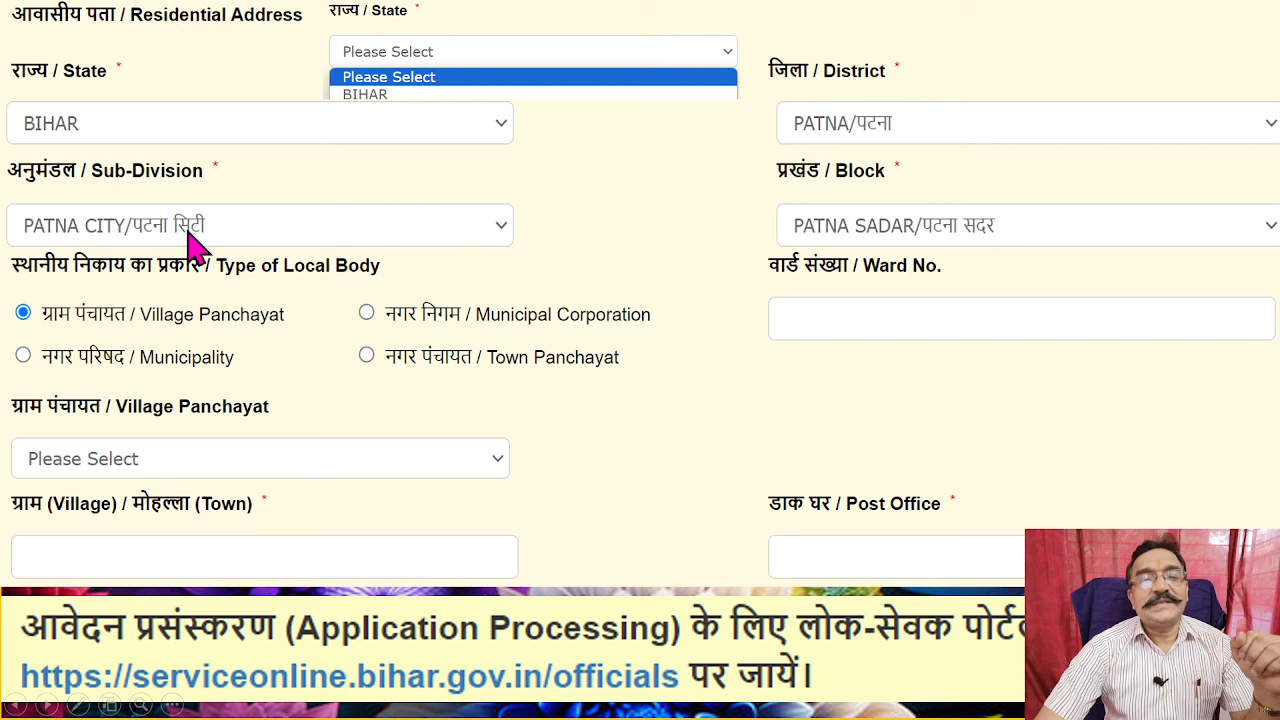 आवासीय पता / Residential Address
राज्य / State *
Please Select
Please Select
BIHAR
राज्य / State *
जिला / District *
BIHAR
PATNA/पटना
अनुमंडल / Sub-Division *
प्रखंड / Block *
PATNA CITY/पटना सिटी
PATNA SADAR/पटना सदर
स्थानीय निकाय का प्रकार / Type of Local Body
वार्ड संख्या / Ward No.
ग्राम पंचायत / Village Panchayat
नगर निगम / Municipal Corporation
नगर परिषद / Municipality
नगर पंचायत / Town Panchayat
ग्राम पंचायत / Village Panchayat
Please Select
ग्राम (Village) / मोहल्ला (Town) *
डाक घर / Post Office *
आवेदन प्रसंस्करण (Application Processing) के लिए लोक-सेवक
https://serviceonline.bihar.gov.in/officials पर जायें।